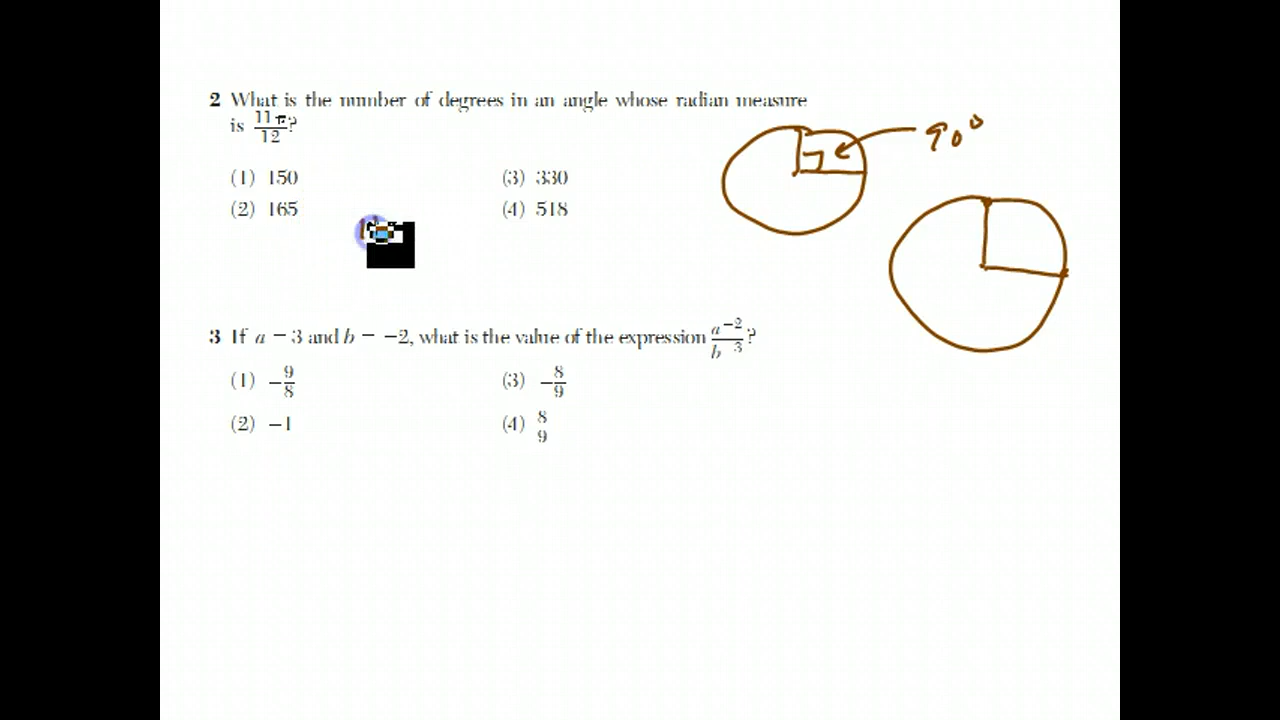 2 What is the number of degrees in an angle whose radian measure
is 11π/12?
(1) 150 (3) 330
(2) 165 (4) 518
90°
3 If a = 3 and b = −2, what is the value of the expression a⁻²/b⁻³?
(1) −9/8 (3) −8/9
(2) −1 (4) 8/9